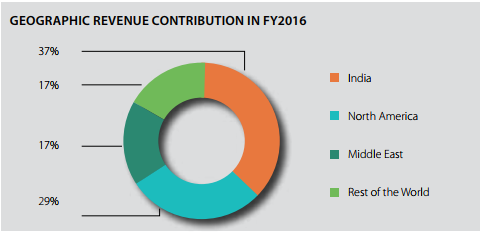 GEOGRAPHIC REVENUE CONTRIBUTION IN FY2016
37%
17%
17%
29%
India
North America
Middle East
Rest of the World